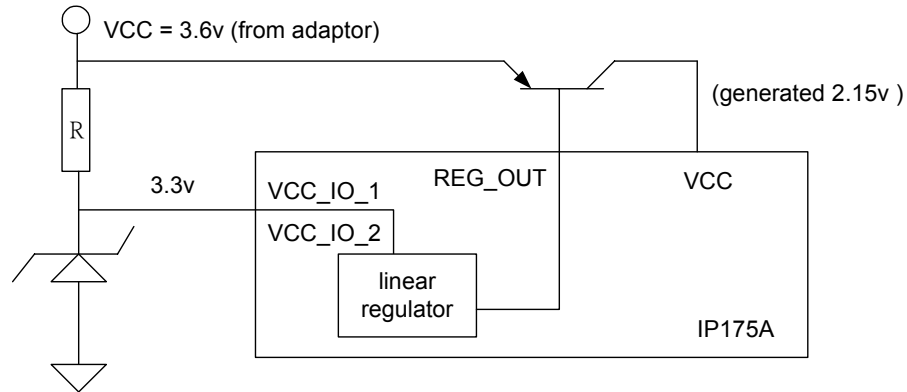 VCC = 3.6v (from adaptor)
(generated 2.15v )
R
3.3v
VCC_IO_1
REG_OUT
VCC
VCC_IO_2
linear
regulator
IP175A